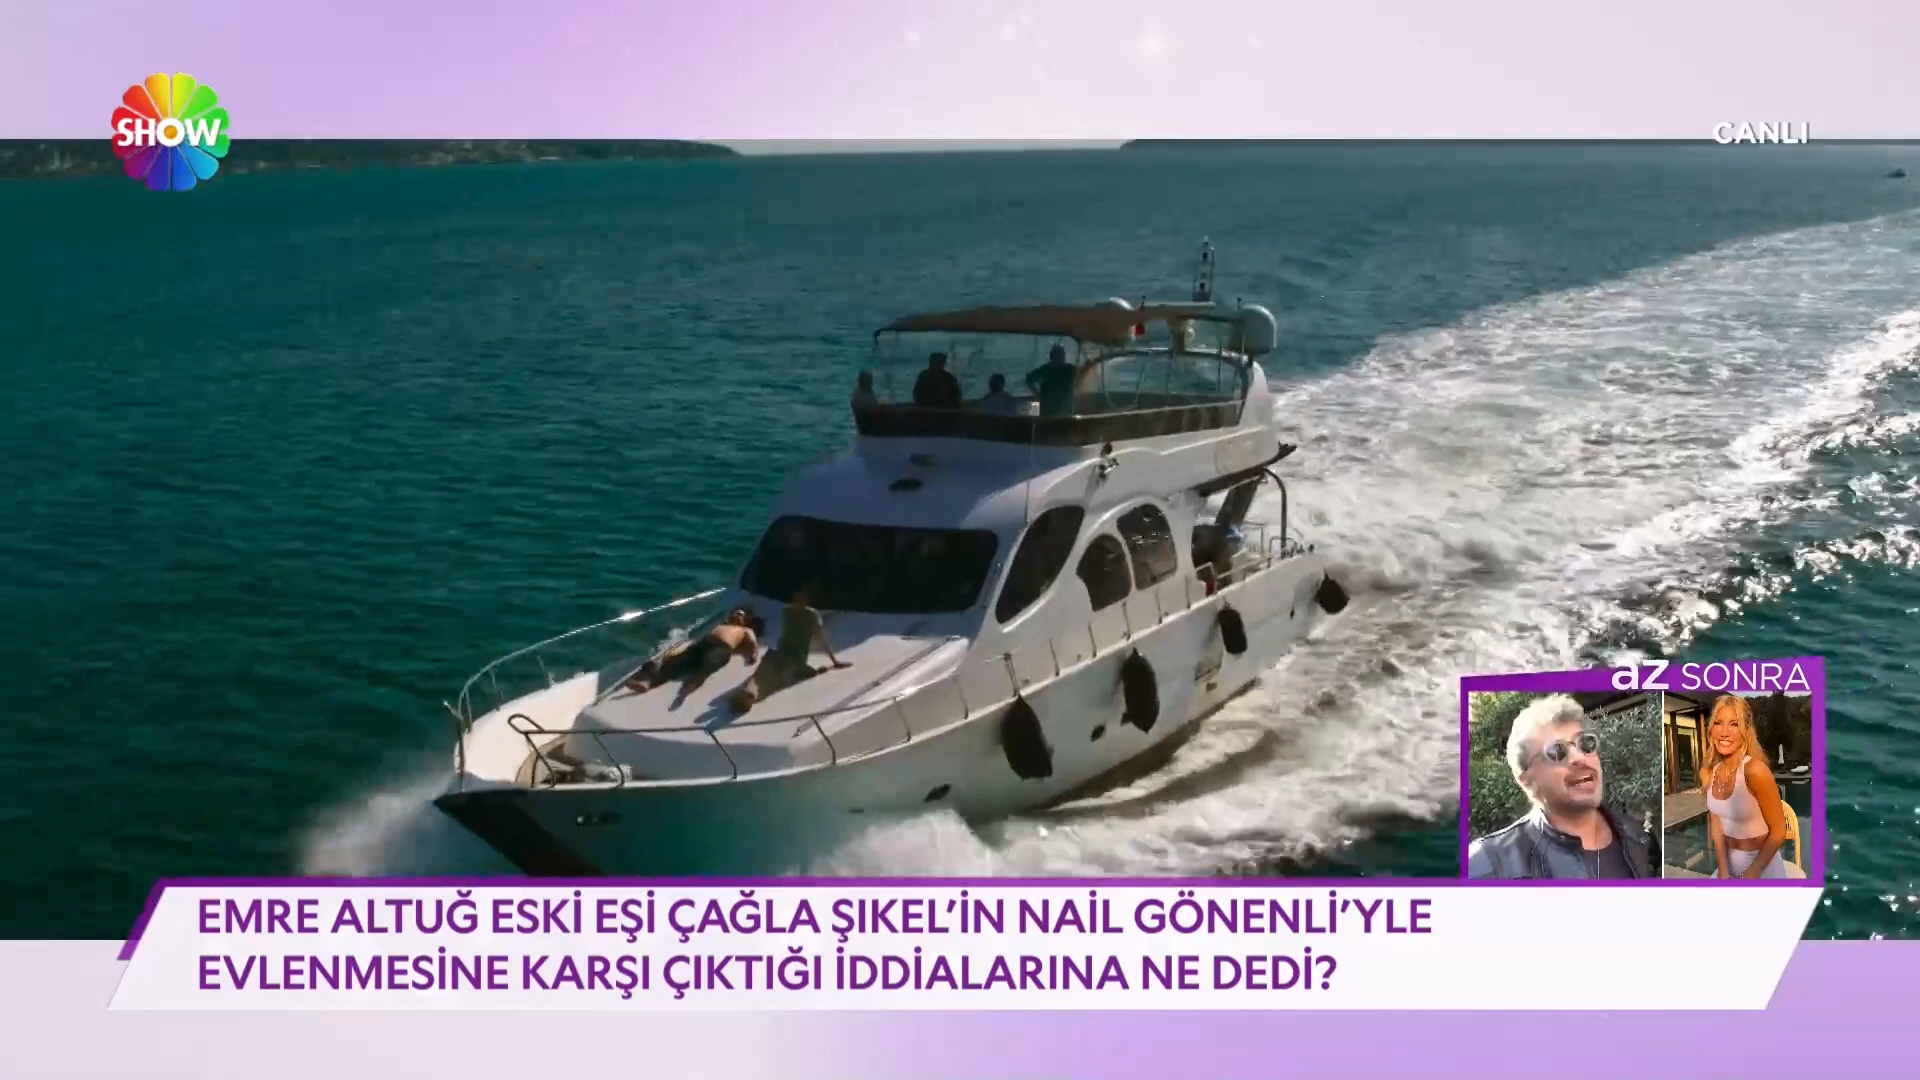 SHOW
CANLI
az SONRA
EMRE ALTUĞ ESKİ EŞİ ÇAĞLA ŞIKEL'İN NAİL GÖNENLİ'YLE
EVLENMESİNE KARŞI ÇIKTIĞI İDDİALARINA NE DEDİ?